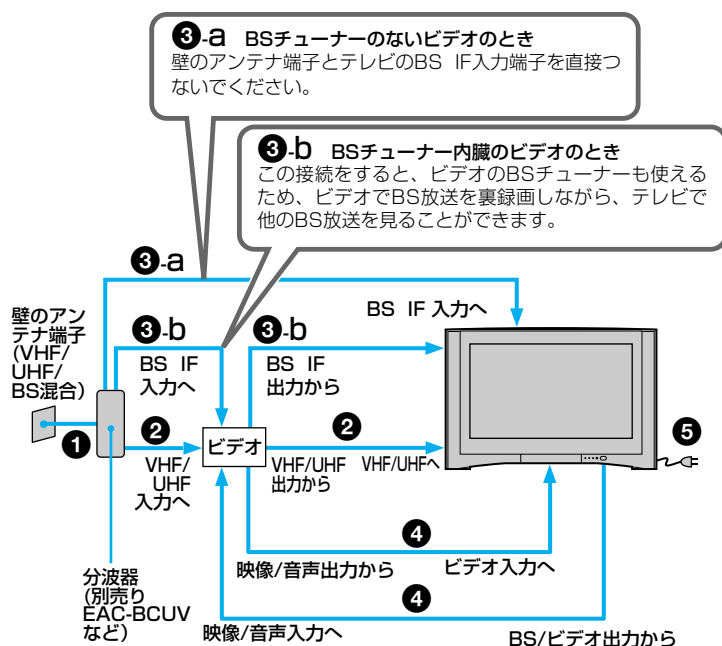 ❸-a BSチューナーのないビデオのとき
壁のアンテナ端子とテレビのBS IF入力端子を直接つ
ないでください。
❸-b BSチューナー内臓のビデオのとき
この接続をすると、ビデオのBSチューナーも使える
ため、ビデオでBS放送を裏録画しながら、テレビで
他のBS放送を見ることができます。
❸-a
BS IF 入力へ
壁のアン
テナ端子
(VHF/
UHF/
BS混合)
❸-b
BS IF
入力へ
❸-b
BS IF
出力から
❶
❷
VHF/
UHF
入力へ
ビデオ
❷
VHF/UHF
出力から
VHF/UHFへ
❺
❹
映像/音声出力から
ビデオ入力へ
❹
映像/音声入力へ
BS/ビデオ出力から
分波器
(別売り
EAC-BCUV
など)